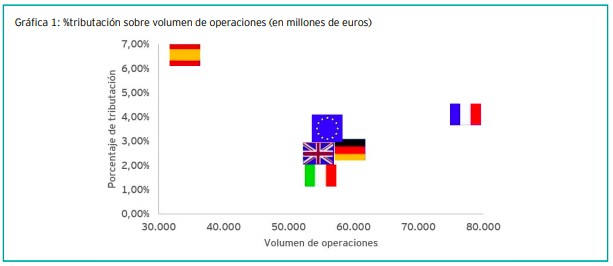 Gráfica 1: %tributación sobre volumen de operaciones (en millones de euros)
7,00%
6,00%
5,00%
4,00%
3,00%
2,00%
1,00%
0,00%
Porcentaje de tributación
30.000 40.000 50.000 60.000 70.000 80.000
Volumen de operaciones